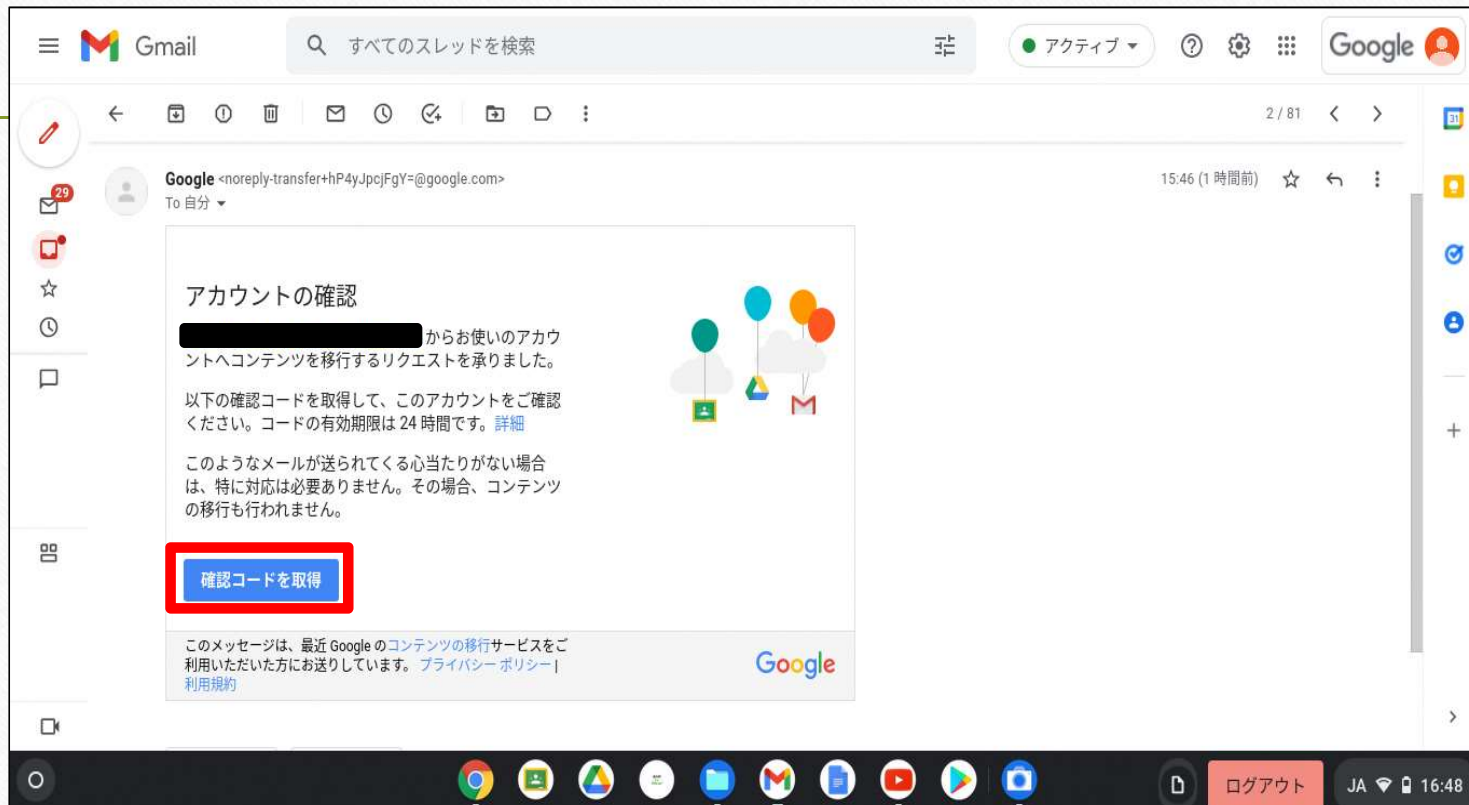 Gmail
すべてのスレッドを検索
アクティブ
Google
2 / 81
29
31
Google <noreply-transfer+hP4yJpcjFgY=@google.com>
15:46 (1 時間前)
To 自分
アカウントの確認
からお使いのアカウ
ントへコンテンツを移行するリクエストを承りました。
以下の確認コードを取得して、このアカウントをご確認
ください。コードの有効期限は 24 時間です。詳細
このようなメールが送られてくる心当たりがない場合
は、特に対応は必要ありません。その場合、コンテンツ
の移行も行われません。
確認コードを取得
このメッセージは、最近 Google のコンテンツの移行サービスをご
利用いただいた方にお送りしています。 プライバシー ポリシー |
利用規約
Google
ログアウト
JA
16:48